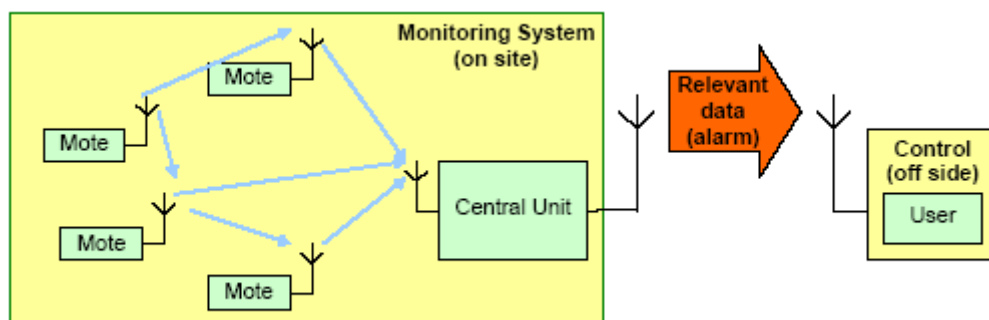 Monitoring System
(on site)
Mote
Mote
Mote
Mote
Central Unit
Relevant
data
(alarm)
Control
(off side)
User